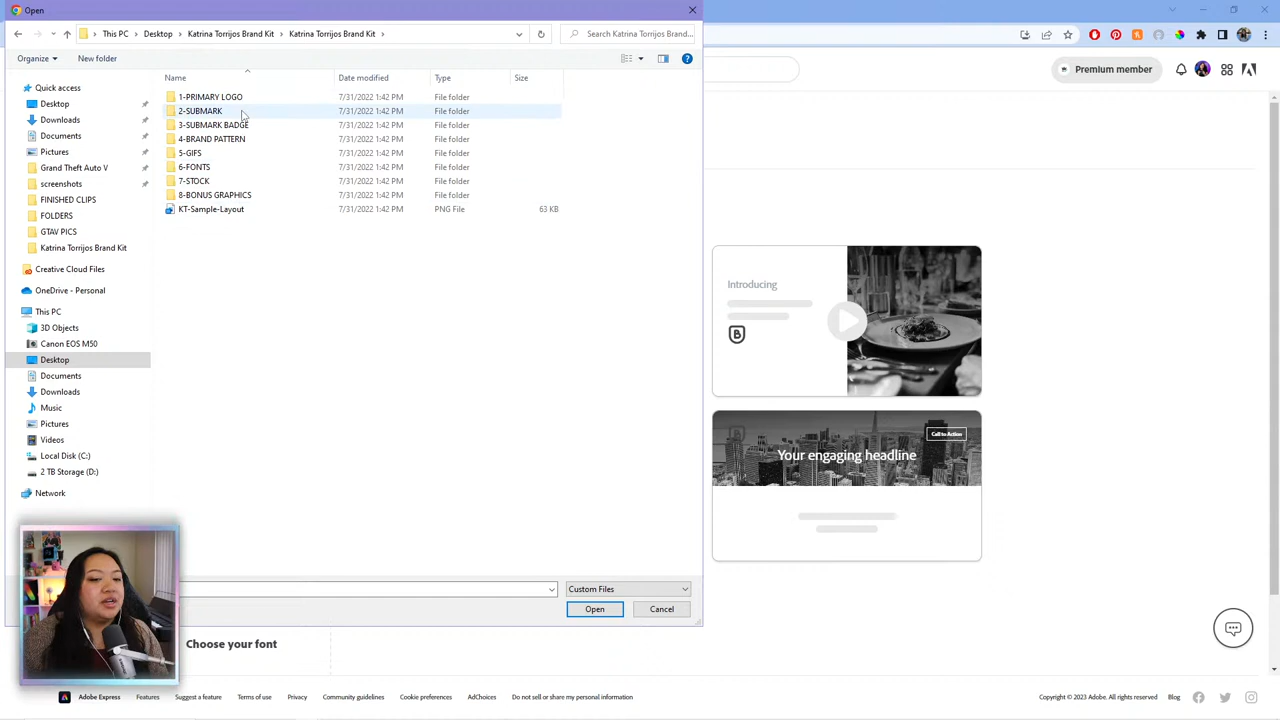 Open
This PC > Desktop > Katrina Torrijos Brand Kit > Katrina Torrijos Brand Kit >
Search Katrina Torrijos Brand...
Organize
New folder
Name Date modified Type Size
1-PRIMARY LOGO 7/31/2022 1:42 PM File folder
2-SUBMARK 7/31/2022 1:42 PM File folder
3-SUBMARK BADGE 7/31/2022 1:42 PM File folder
4-BRAND PATTERN 7/31/2022 1:42 PM File folder
5-GIFS 7/31/2022 1:42 PM File folder
6-FONTS 7/31/2022 1:42 PM File folder
7-STOCK 7/31/2022 1:42 PM File folder
8-BONUS GRAPHICS 7/31/2022 1:42 PM File folder
KT-Sample-Layout 7/31/2022 1:42 PM PNG File 63 KB
Quick access
Desktop
Downloads
Documents
Pictures
Grand Theft Auto V
screenshots
FINISHED CLIPS
FOLDERS
GTAV PICS
Katrina Torrijos Brand Kit
Creative Cloud Files
OneDrive - Personal
This PC
3D Objects
Canon EOS M50
Desktop
Documents
Downloads
Music
Pictures
Videos
Local Disk (C:)
2 TB Storage (D:)
Network
Custom Files
Open
Cancel
Premium member
Introducing
B
Call to Action
Your engaging headline
Choose your font
Adobe Express
Features
Suggest a feature
Terms of use
Privacy
Community guidelines
Cookie preferences
AdChoices
Do not sell or share my personal information
Copyright © 2023 Adobe. All rights reserved
Blog